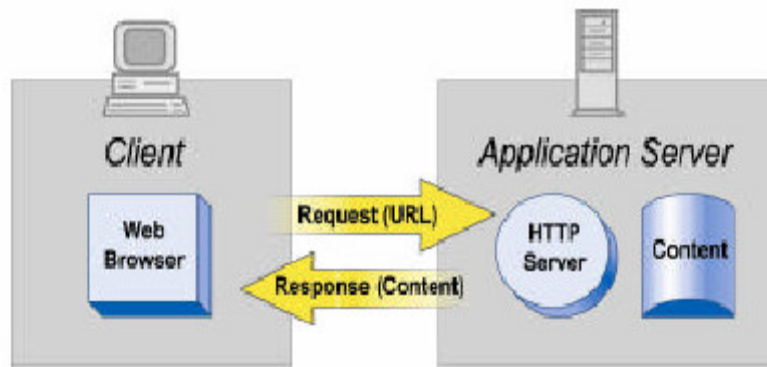 Client
Application Server
Web
Browser
Request (URL)
Response (Content)
HTTP
Server
Content